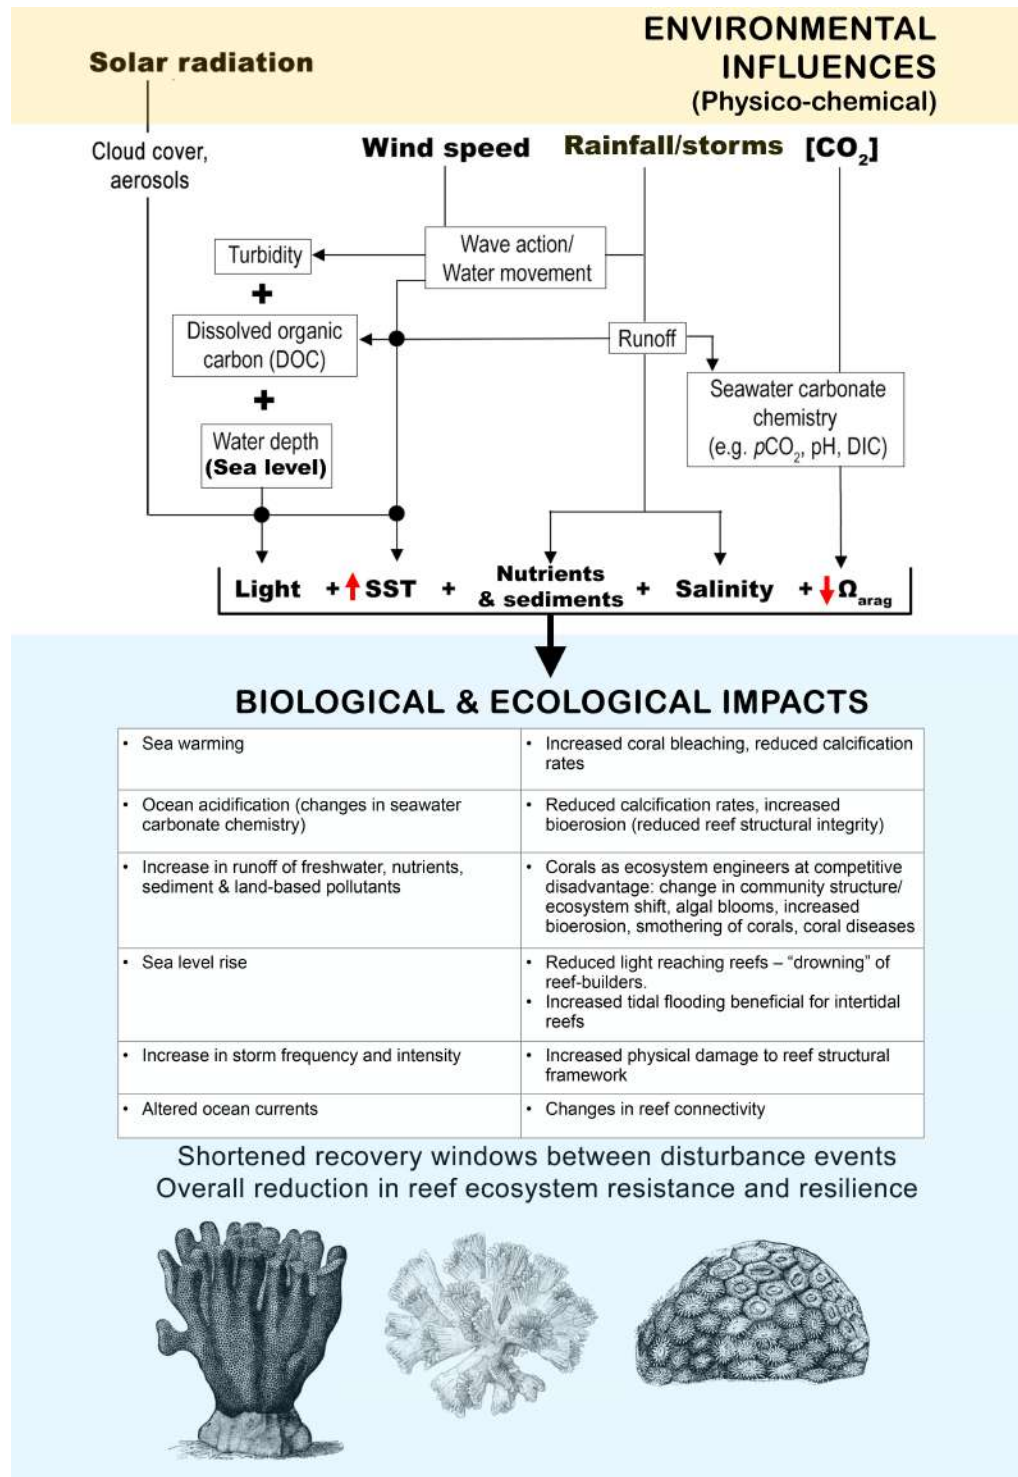 ENVIRONMENTAL
INFLUENCES
(Physico-chemical)
Solar radiation
Cloud cover,
aerosols
Wind speed
Rainfall/storms
[CO₂]
Wave action/
Water movement
Turbidity
+
Dissolved organic
carbon (DOC)
+
Water depth
(Sea level)
Runoff
Seawater carbonate
chemistry
(e.g. pCO₂, pH, DIC)
Light + SST + Nutrients
& sediments + Salinity + Ωarag
BIOLOGICAL & ECOLOGICAL IMPACTS
• Sea warming
• Increased coral bleaching, reduced calcification
rates
• Ocean acidification (changes in seawater
carbonate chemistry)
• Reduced calcification rates, increased
bioerosion (reduced reef structural integrity)
• Increase in runoff of freshwater, nutrients,
sediment & land-based pollutants
• Corals as ecosystem engineers at competitive
disadvantage: change in community structure/
ecosystem shift, algal blooms, increased
bioerosion, smothering of corals, coral diseases
• Sea level rise
• Reduced light reaching reefs – “drowning” of
reef-builders.
• Increased tidal flooding beneficial for intertidal
reefs
• Increase in storm frequency and intensity
• Increased physical damage to reef structural
framework
• Altered ocean currents
• Changes in reef connectivity
Shortened recovery windows between disturbance events
Overall reduction in reef ecosystem resistance and resilience